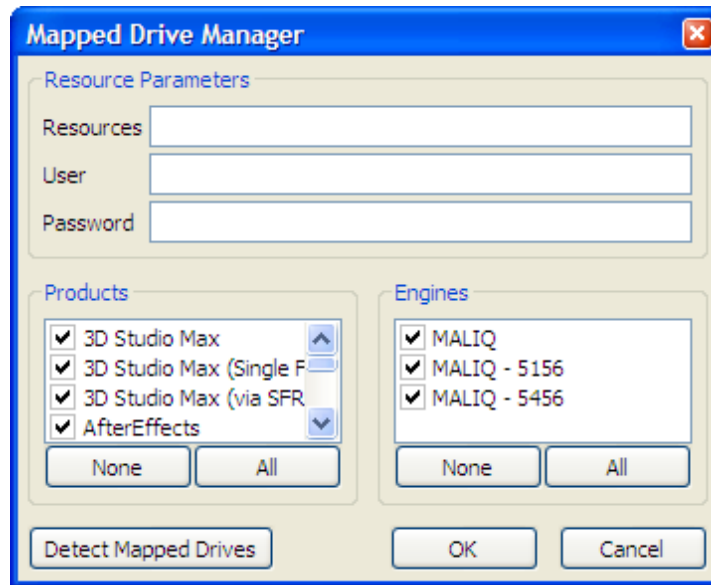 Mapped Drive Manager
Resource Parameters
Resources
User
Password
Products
3D Studio Max
3D Studio Max (Single F
3D Studio Max (via SFR
AfterEffects
None All
Engines
MALIQ
MALIQ - 5156
MALIQ - 5456
None All
Detect Mapped Drives OK Cancel